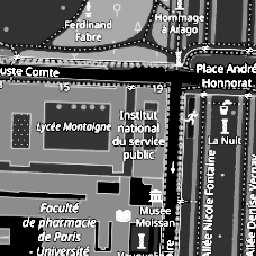 Ferdinand
Fabre
Hommage
à Arago
uste Comte
Place André
Honnorat
15
19
Lycée Montaigne
Institut
national
du service
public
La Nuit
Allée Nicole Fontaine
Musée
Moissan
Faculté
de pharmacie
de Paris
- Université